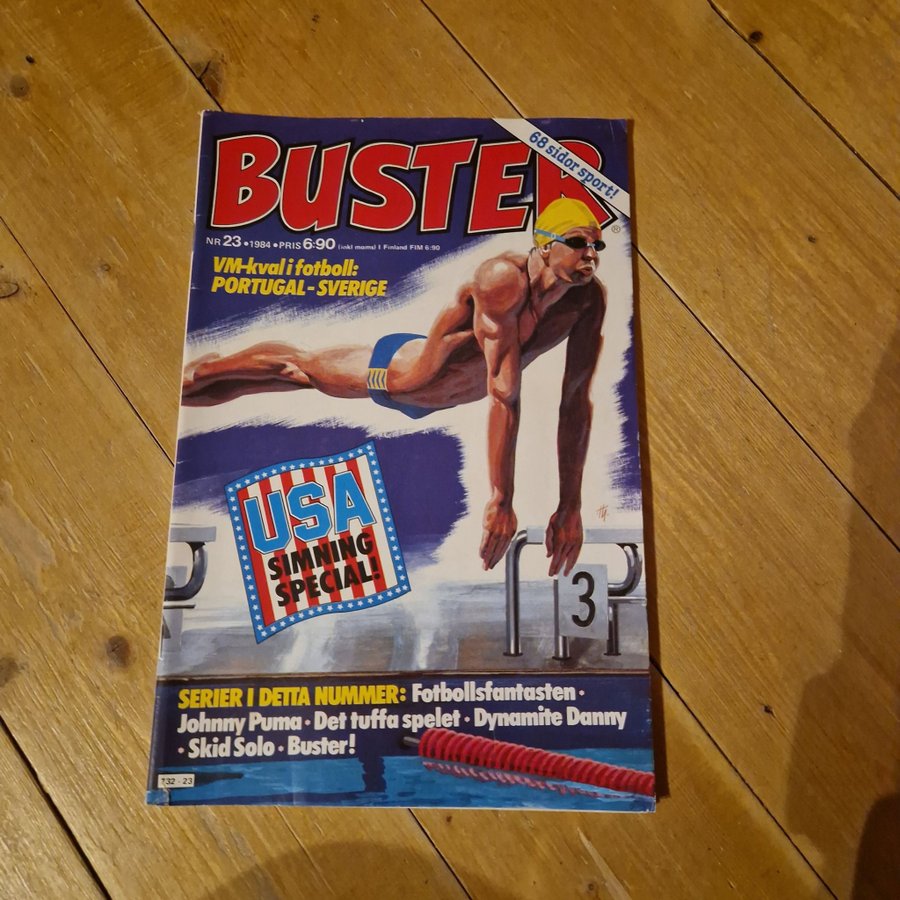 BUSTER
68 sidor sport!
NR 23 • 1984 • PRIS 6:90 (inkl moms) I Finland FIM 6:90
VM-kval i fotboll:
PORTUGAL - SVERIGE
USA
SIMNING
SPECIAL!
3
SERIER I DETTA NUMMER: Fotbollsfantasten •
Johnny Puma • Det tuffa spelet • Dynamite Danny
• Skid Solo • Buster!
732 - 23